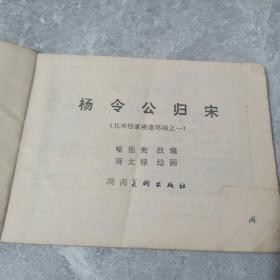 杨令公归宋
(北宋杨家将连环画之一)
喻岳衡 改编
蒋太禄 绘画
湖南美术出版社